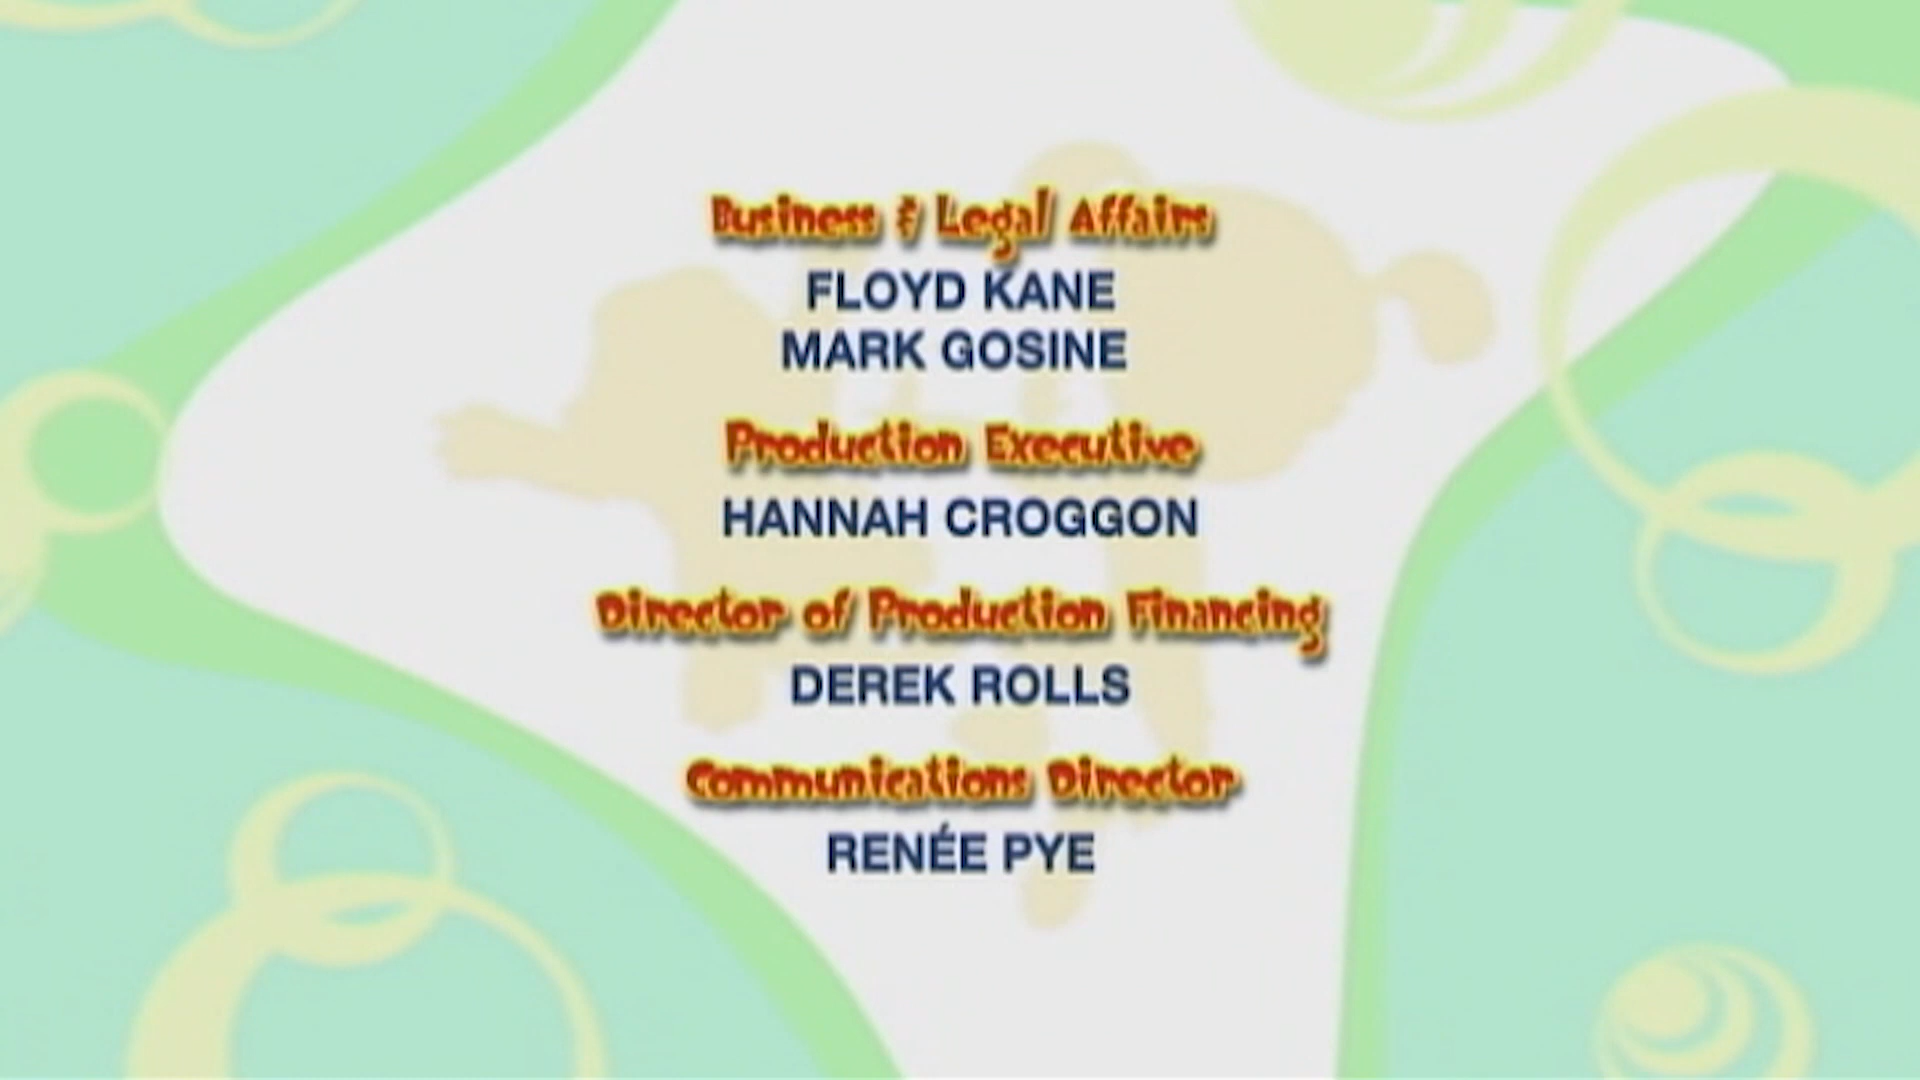 Business & Legal Affairs
FLOYD KANE
MARK GOSINE
Production Executive
HANNAH CROGGON
Director of Production Financing
DEREK ROLLS
Communications Director
RENÉE PYE